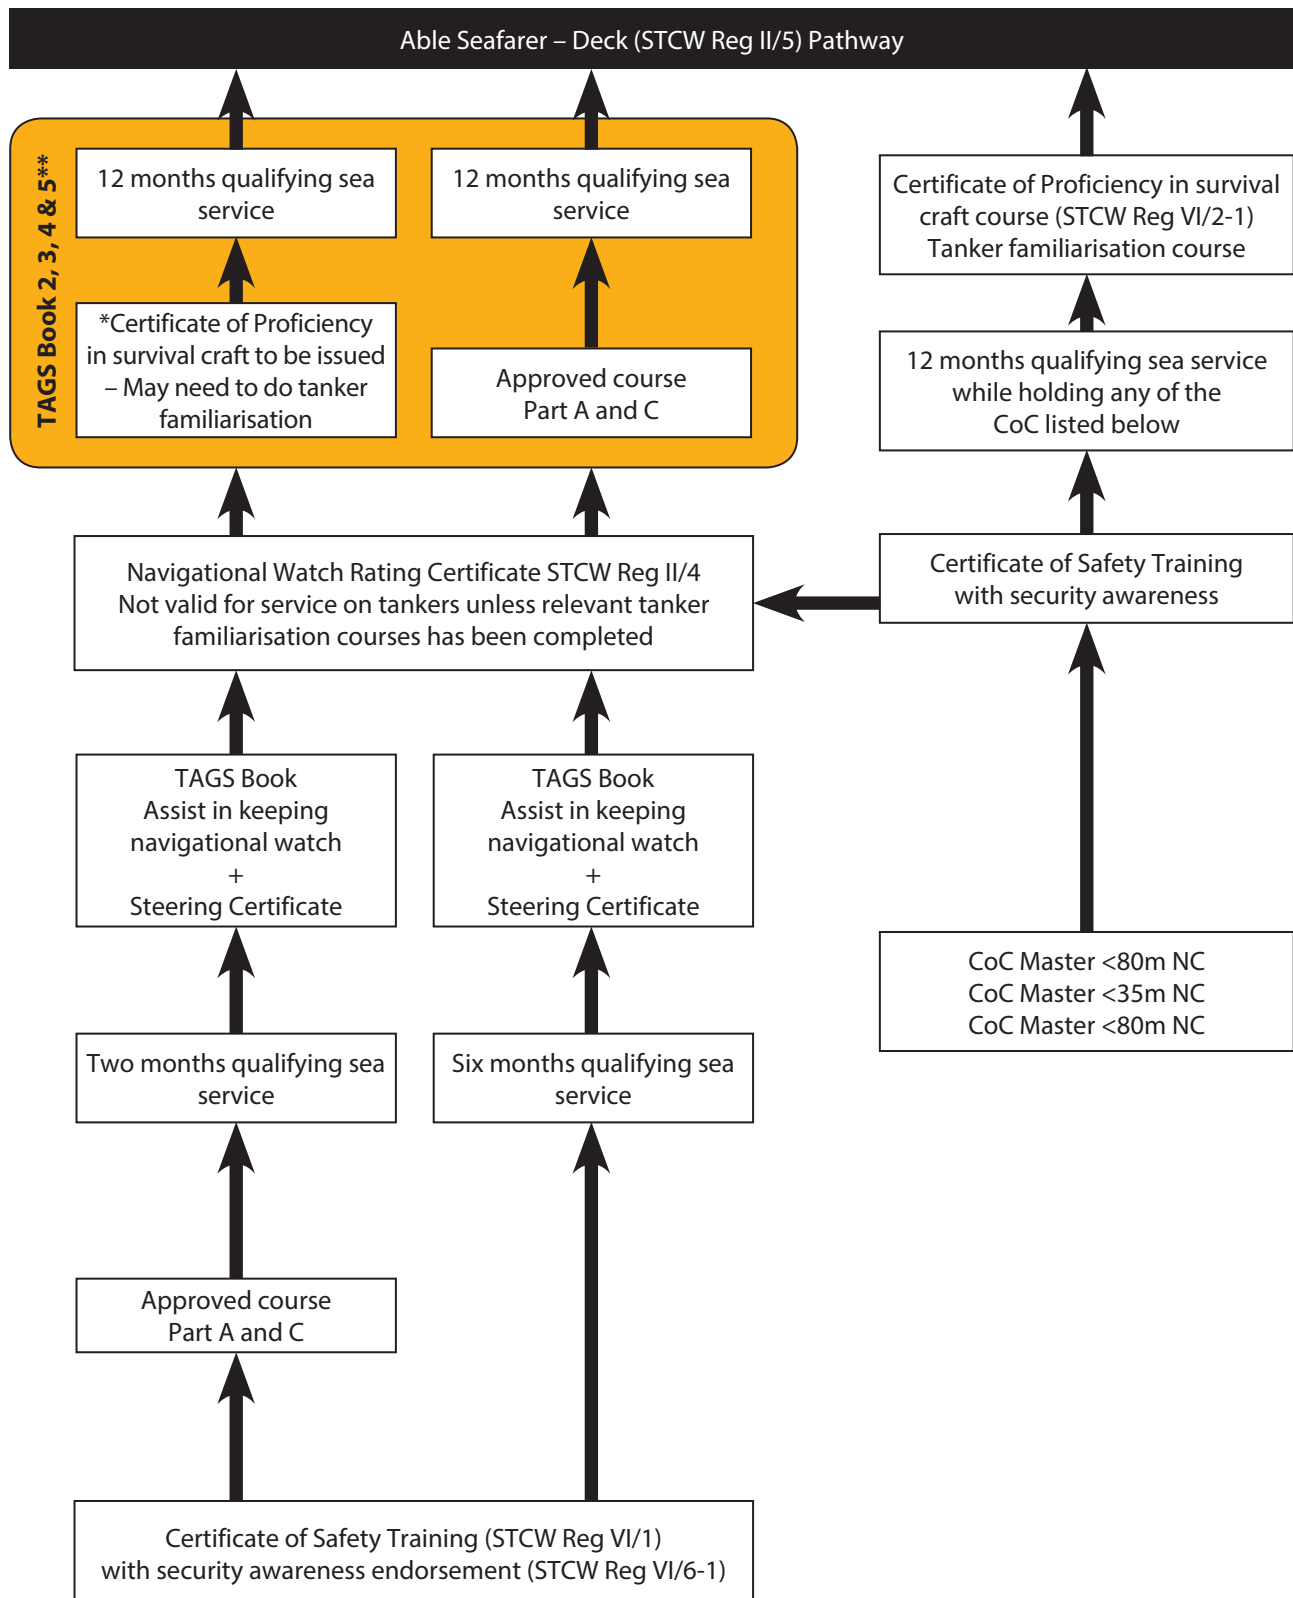 Able Seafarer – Deck (STCW Reg II/5) Pathway
TAGS Book 2, 3, 4 & 5**
12 months qualifying sea
service
*Certificate of Proficiency
in survival craft to be issued
– May need to do tanker
familiarisation
12 months qualifying sea
service
Approved course
Part A and C
Certificate of Proficiency in survival
craft course (STCW Reg VI/2-1)
Tanker familiarisation course
12 months qualifying sea service
while holding any of the
CoC listed below
Certificate of Safety Training
with security awareness
Navigational Watch Rating Certificate STCW Reg II/4
Not valid for service on tankers unless relevant tanker
familiarisation courses has been completed
TAGS Book
Assist in keeping
navigational watch
+
Steering Certificate
TAGS Book
Assist in keeping
navigational watch
+
Steering Certificate
CoC Master <80m NC
CoC Master <35m NC
CoC Master <80m NC
Two months qualifying sea
service
Six months qualifying sea
service
Approved course
Part A and C
Certificate of Safety Training (STCW Reg VI/1)
with security awareness endorsement (STCW Reg VI/6-1)